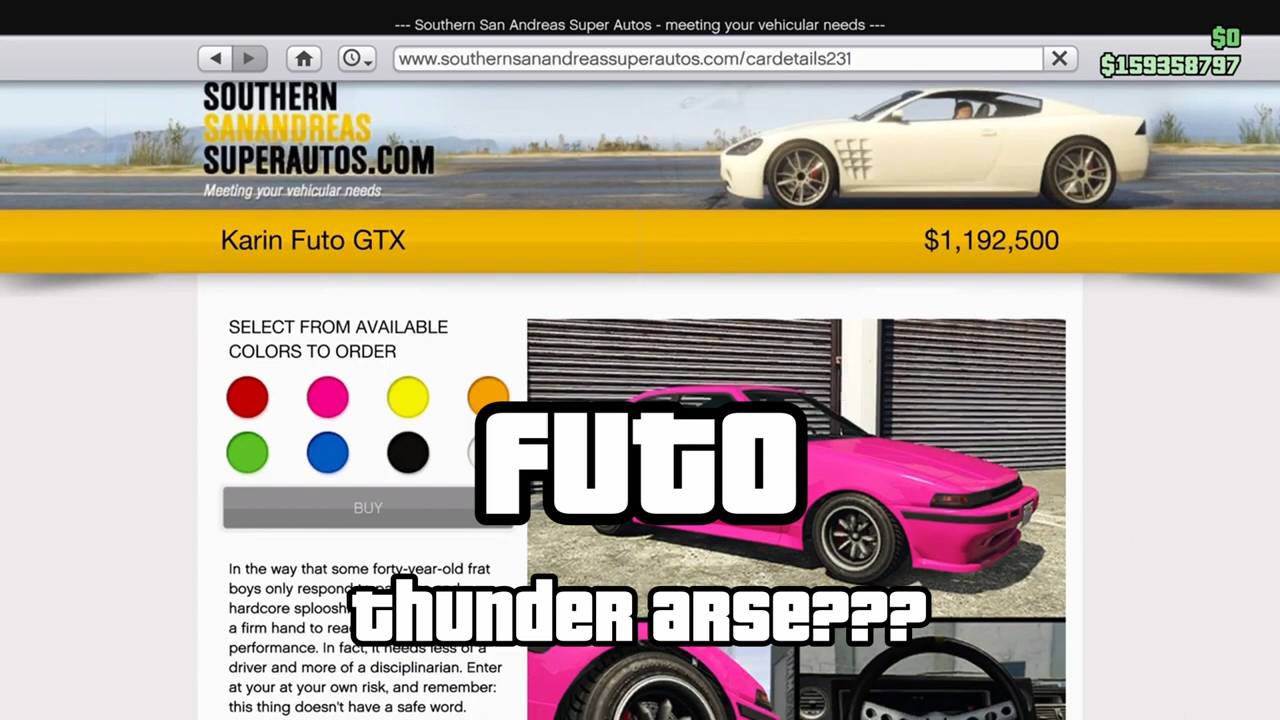 --- Southern San Andreas Super Autos - meeting your vehicular needs ---
$0
www.southernsanandreassuperautos.com/cardetails231
$159358797
SOUTHERN
SANANDREAS
SUPERAUTOS.COM
Meeting your vehicular needs
Karin Futo GTX
$1,192,500
SELECT FROM AVAILABLE
COLORS TO ORDER
FUTO
BUY
In the way that some forty-year-old frat
boys only respond
hardcore
a firm hand to
performance. In fact, it needs less of a
driver and more of a disciplinarian. Enter
at your at your own risk, and remember:
this thing doesn't have a safe word.
thunder arse???